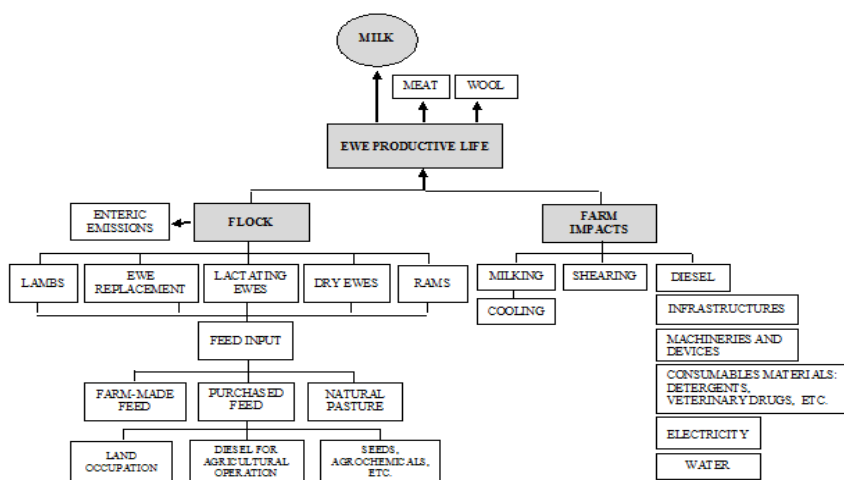 MILK
MEAT
WOOL
EWE PRODUCTIVE LIFE
ENTERIC
EMISSIONS
FLOCK
FARM
IMPACTS
LAMBS
EWE
REPLACEMENT
LACTATING
EWES
DRY EWES
RAMS
MILKING
SHEARING
DIESEL
COOLING
INFRASTRUCTURES
FEED INPUT
MACHINERIES AND
DEVICES
FARM-MADE
FEED
PURCHASED
FEED
NATURAL
PASTURE
CONSUMABLES MATERIALS:
DETERGENTS,
VETERINARY DRUGS, ETC.
ELECTRICITY
LAND
OCCUPATION
DIESEL FOR
AGRICULTURAL
OPERATION
SEEDS,
AGROCHEMICALS,
ETC.
WATER